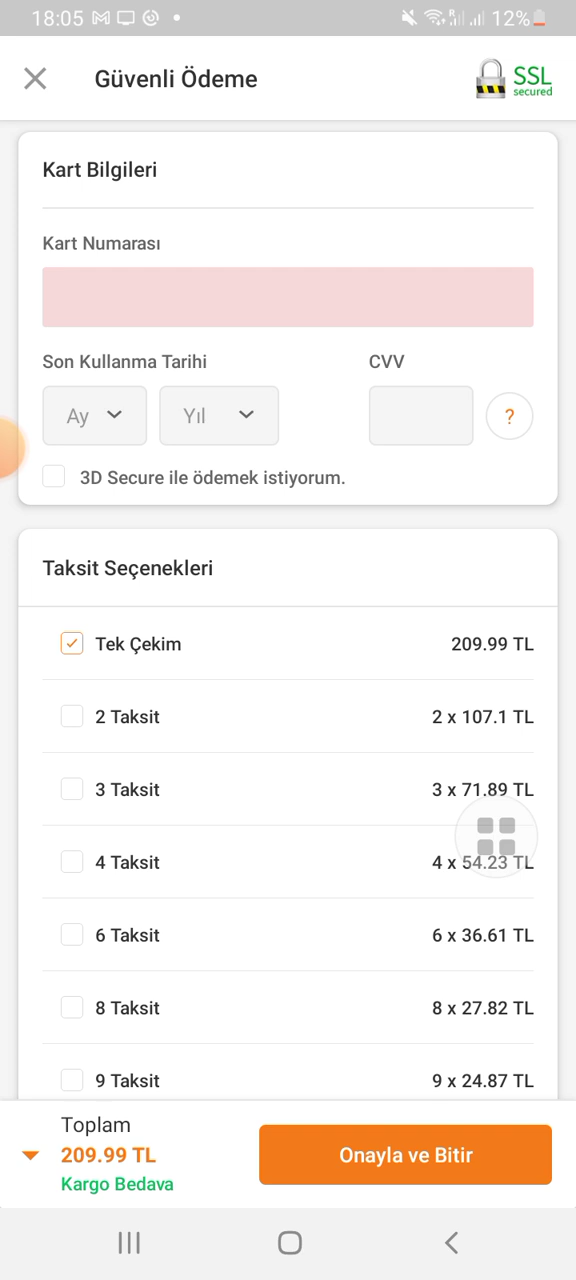 18:05
12%
Güvenli Ödeme
SSL
secured
Kart Bilgileri
Kart Numarası
Son Kullanma Tarihi CVV
Ay Yıl ?
3D Secure ile ödemek istiyorum.
Taksit Seçenekleri
Tek Çekim 209.99 TL
2 Taksit 2 x 107.1 TL
3 Taksit 3 x 71.89 TL
4 Taksit 4 x 54.23 TL
6 Taksit 6 x 36.61 TL
8 Taksit 8 x 27.82 TL
9 Taksit 9 x 24.87 TL
Toplam
209.99 TL
Kargo Bedava
Onayla ve Bitir